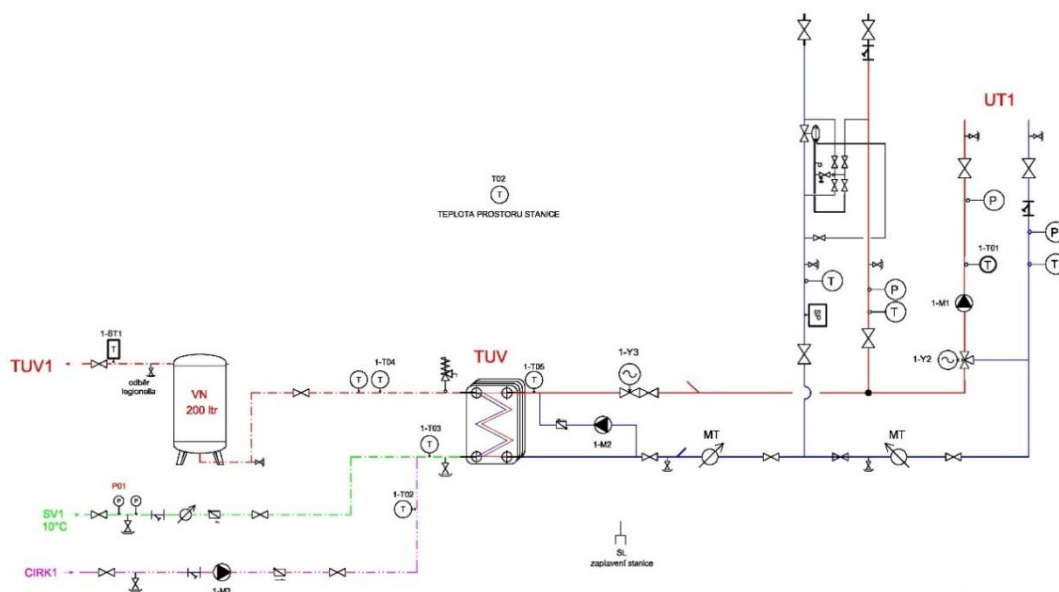 UT1
T02
T
TEPLOTA PROSTORU STANICE
P
P
1-T01
T
T
T
P
T
1-M1
SP
1-ST1
T
1-T04
TUV
1-Y3
1-Y2
TUV1
odběr
legionella
VN
200 ltr
T
T
1-T05
T
1-M2
MT
MT
1-T03
T
P01
P
P
1-T02
T
SV1
10°C
SL
zaplavení stanice
CIRK1
1-M3